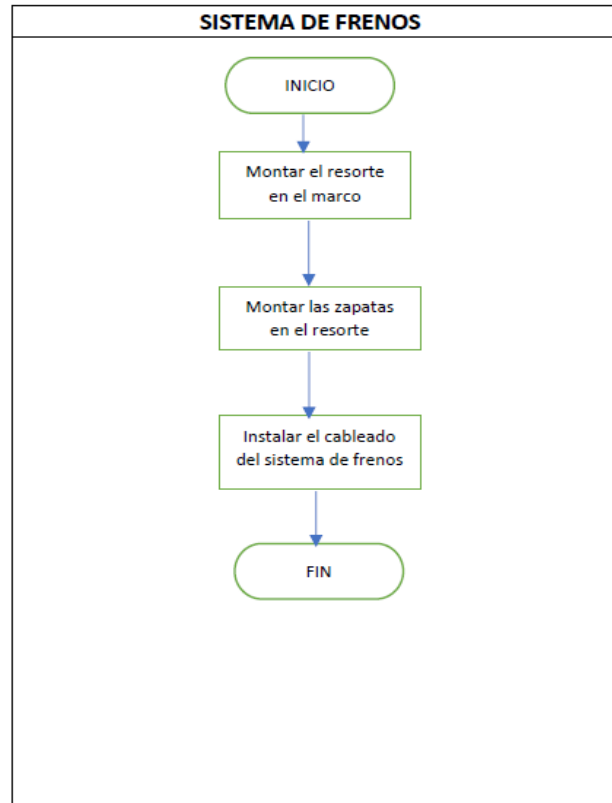 SISTEMA DE FRENOS
INICIO
Montar el resorte
en el marco
Montar las zapatas
en el resorte
Instalar el cableado
del sistema de frenos
FIN